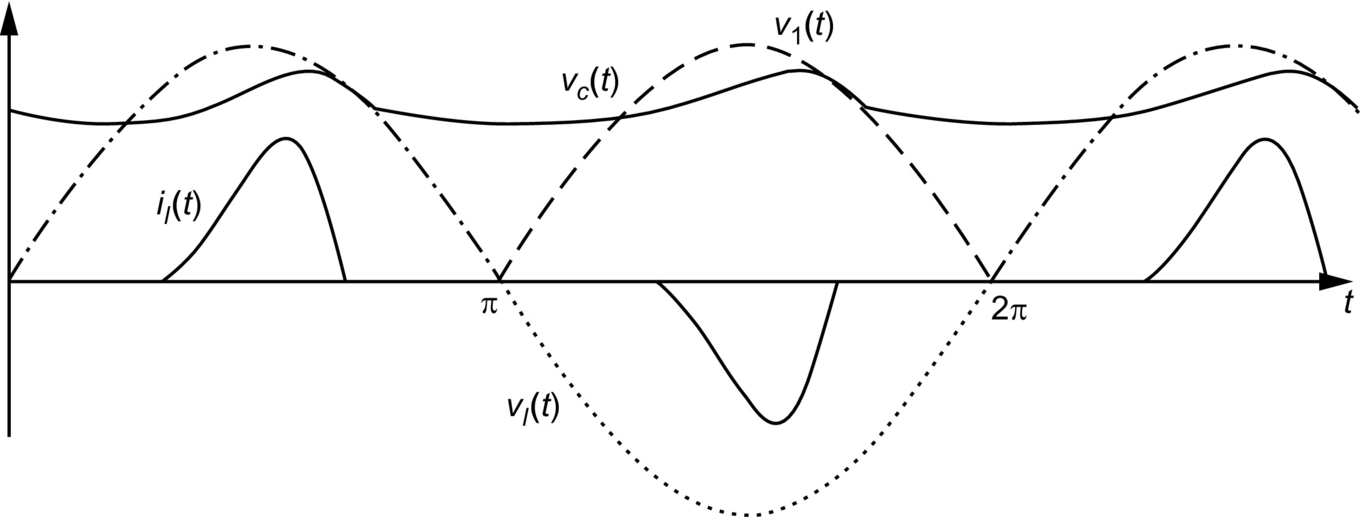 v1(t)
vc(t)
il(t)
π
2π
t
vl(t)